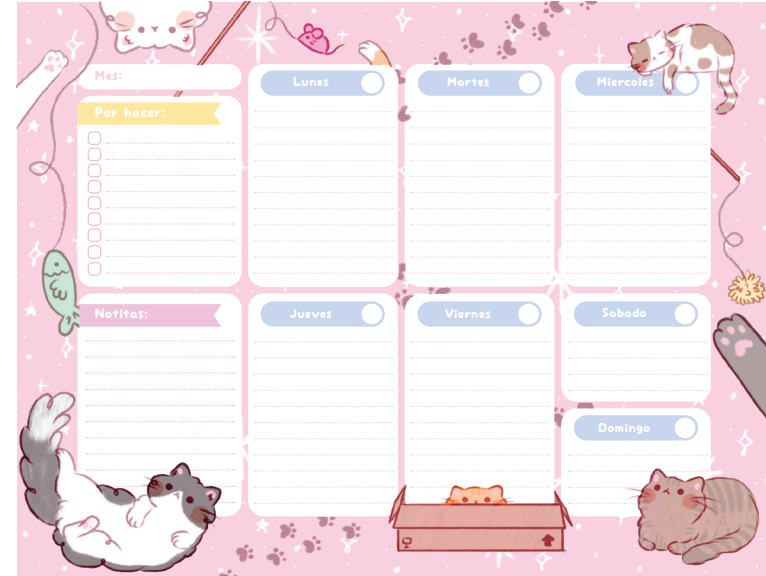 Mes:
Por hacer:
Lunes
Martes
Miercoles
Notitas:
Jueves
Viernes
Sabado
Domingo